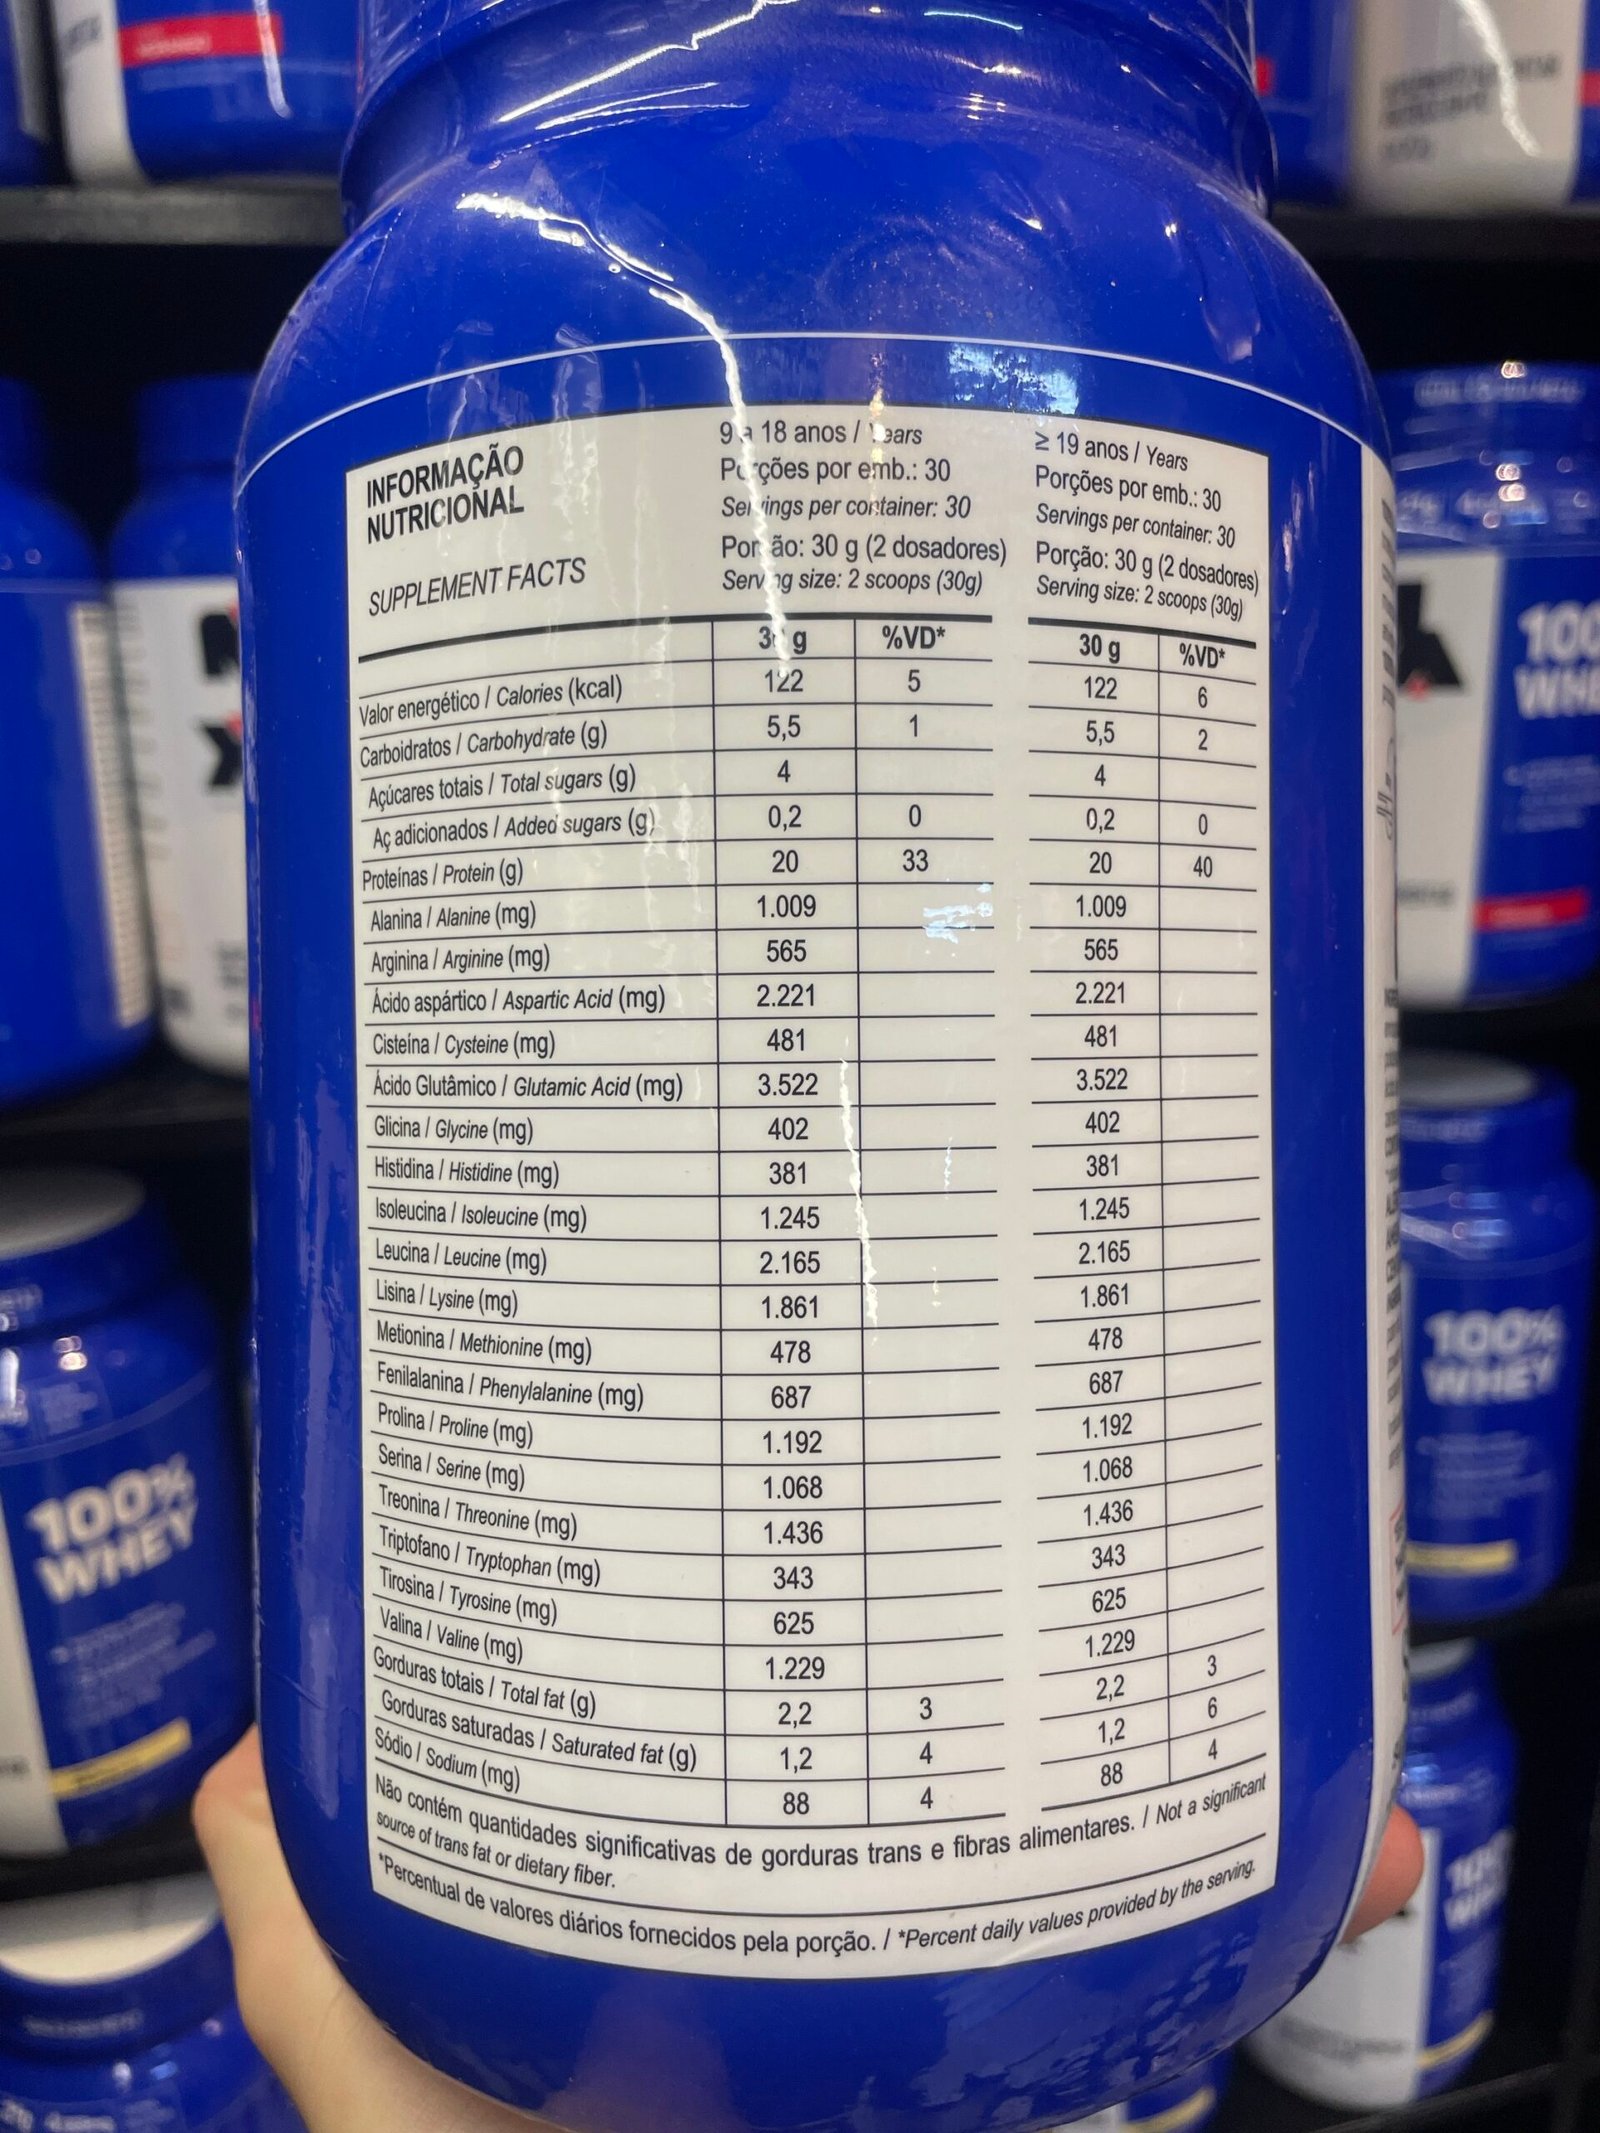 INFORMAÇÃO
NUTRICIONAL
SUPPLEMENT FACTS
9 a 18 anos / Years
Porções por emb.: 30
Servings per container: 30
Porção: 30 g (2 dosadores)
Serving size: 2 scoops (30g)
≥ 19 anos / Years
Porções por emb.: 30
Servings per container: 30
Porção: 30 g (2 dosadores)
Serving size: 2 scoops (30g)
30 g %VD* 30 g %VD*
Valor energético / Calories (kcal) 122 5 122 6
Carboidratos / Carbohydrate (g) 5,5 1 5,5 2
Açúcares totais / Total sugars (g) 4 4
Aç adicionados / Added sugars (g) 0,2 0 0,2 0
Proteínas / Protein (g) 20 33 20 40
Alanina / Alanine (mg) 1.009 1.009
Arginina / Arginine (mg) 565 565
Ácido aspártico / Aspartic Acid (mg) 2.221 2.221
Cisteína / Cysteine (mg) 481 481
Ácido Glutâmico / Glutamic Acid (mg) 3.522 3.522
Glicina / Glycine (mg) 402 402
Histidina / Histidine (mg) 381 381
Isoleucina / Isoleucine (mg) 1.245 1.245
Leucina / Leucine (mg) 2.165 2.165
Lisina / Lysine (mg) 1.861 1.861
Metionina / Methionine (mg) 478 478
Fenilalanina / Phenylalanine (mg) 687 687
Prolina / Proline (mg) 1.192 1.192
Serina / Serine (mg) 1.068 1.068
Treonina / Threonine (mg) 1.436 1.436
Triptofano / Tryptophan (mg) 343 343
Tirosina / Tyrosine (mg) 625 625
Valina / Valine (mg) 1.229 1.229
Gorduras totais / Total fat (g) 2,2 3 2,2 3
Gorduras saturadas / Saturated fat (g) 1,2 4 1,2 6
Sódio / Sodium (mg) 88 4 88 4
Não contém quantidades significativas de gorduras trans e fibras alimentares. / Not a significant
source of trans fat or dietary fiber.
*Percentual de valores diários fornecidos pela porção. / *Percent daily values provided by the serving.
100%
WHEY
100%
WHEY